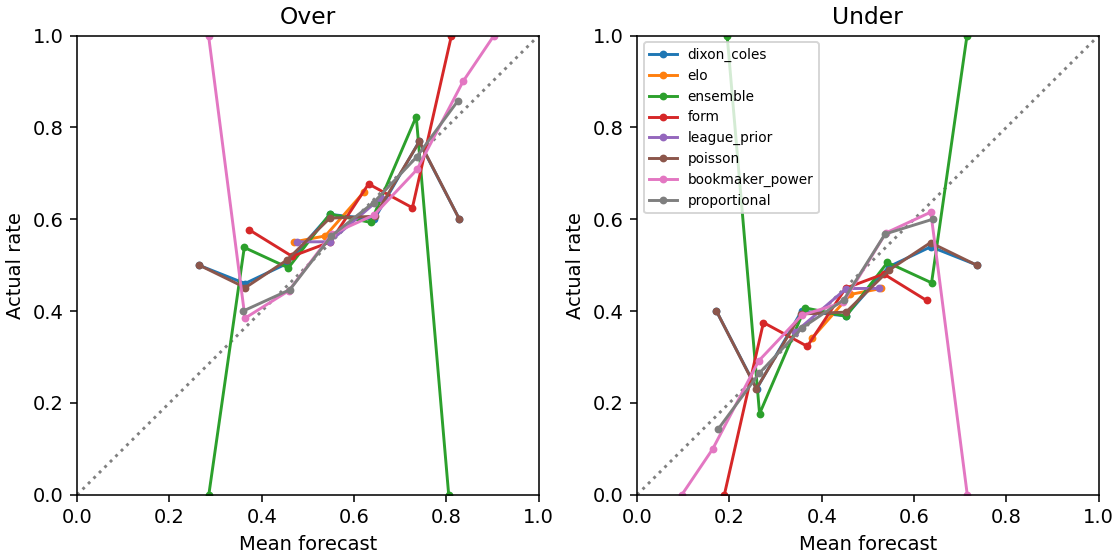 Over
Actual rate
1.0
0.8
0.6
0.4
0.2
0.0
0.0 0.2 0.4 0.6 0.8 1.0
Mean forecast
Under
Actual rate
1.0
0.8
0.6
0.4
0.2
0.0
dixon_coles
elo
ensemble
form
league_prior
poisson
bookmaker_power
proportional
0.0 0.2 0.4 0.6 0.8 1.0
Mean forecast